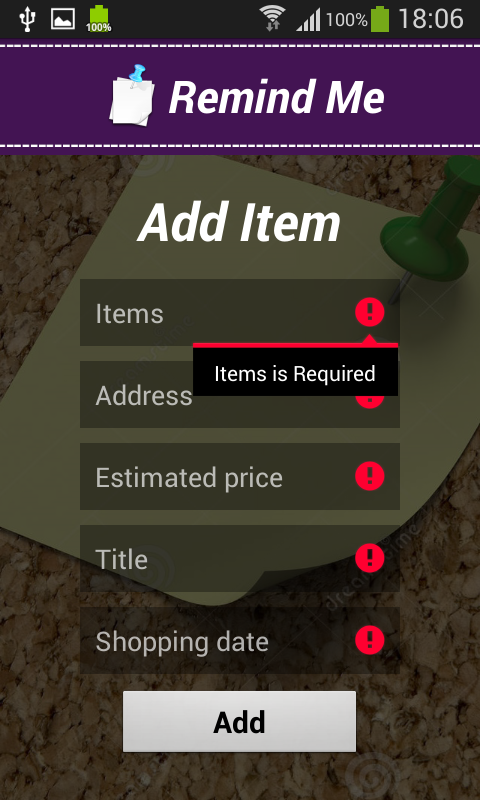 100% 100% 18:06
Remind Me
Add Item
Items
Items is Required
Address
Estimated price
Title
Shopping date
Add